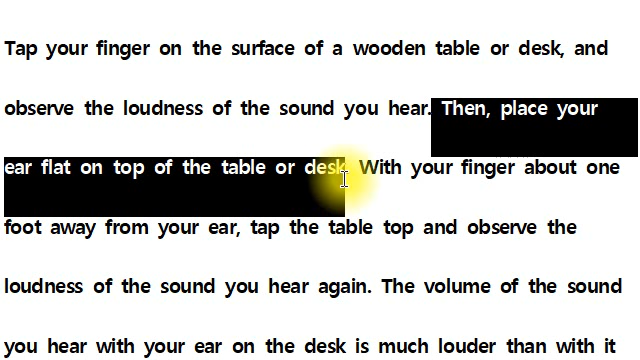 Tap your finger on the surface of a wooden table or desk, and
observe the loudness of the sound you hear. Then, place your
ear flat on top of the table or desk. With your finger about one
foot away from your ear, tap the table top and observe the
loudness of the sound you hear again. The volume of the sound
you hear with your ear on the desk is much louder than with it